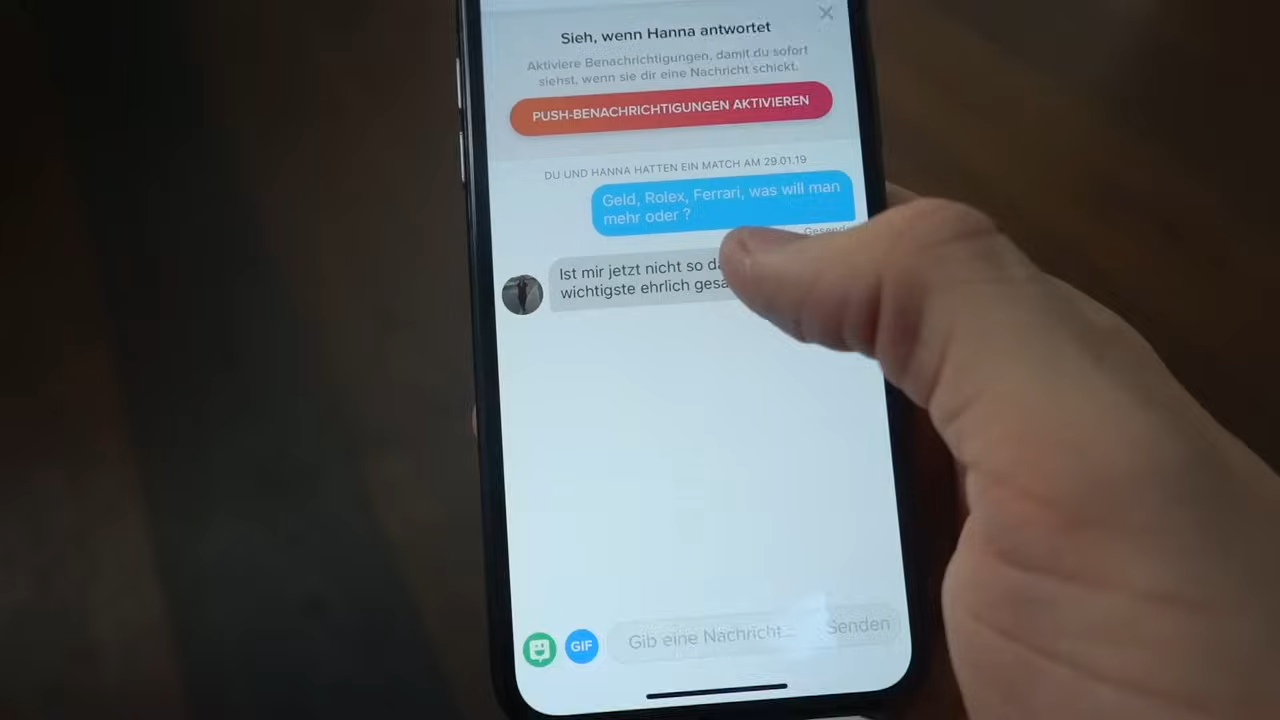 Sieh, wenn Hanna antwortet
Aktiviere Benachrichtigungen, damit du sofort
siehst, wenn sie dir eine Nachricht schickt.
PUSH-BENACHRICHTIGUNGEN AKTIVIEREN
DU UND HANNA HATTEN EIN MATCH AM 29.01.19
Geld, Rolex, Ferrari, was will man
mehr oder ?
Ist mir jetzt nicht so
wichtigste ehrlich
GIF
Gib eine Nachricht...
Senden